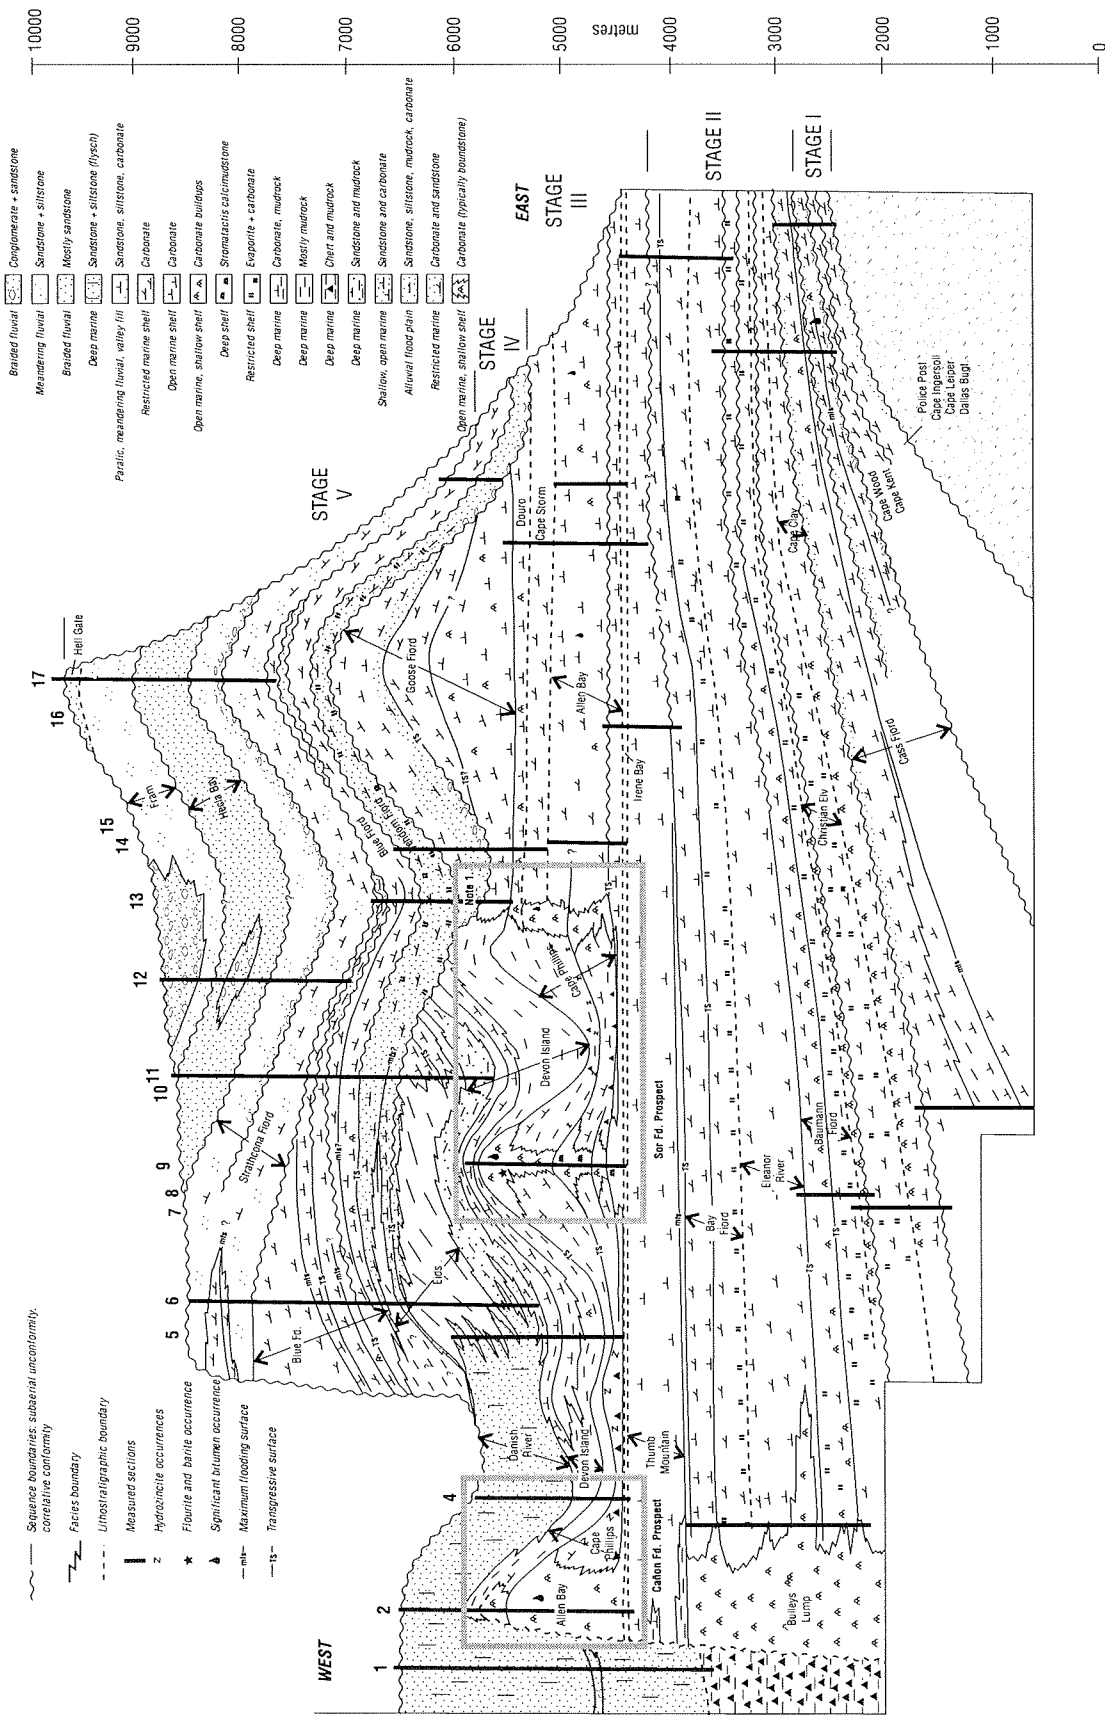 10000
9000
8000
7000
6000
5000
4000
3000
2000
1000
0
metres
Braided fluvial Conglomerate + sandstone
Meandering fluvial Sandstone + siltstone
Braided fluvial Mostly sandstone
Deep marine Sandstone + siltstone (flysch)
Paralic, meandering fluvial, valley fill Sandstone, siltstone, carbonate
Restricted marine shelf Carbonate
Open marine shelf Carbonate
Open marine, shallow shelf Carbonate buildups
Deep shelf Stromatactis calcimudstone
Restricted shelf Evaporite + carbonate
Deep marine Carbonate, mudrock
Deep marine Mostly mudrock
Deep marine Chert and mudrock
Deep marine Sandstone and mudrock
Shallow, open marine Sandstone and carbonate
Alluvial flood plain Sandstone, siltstone, mudrock, carbonate
Restricted marine Carbonate and sandstone
Open marine, shallow shelf Carbonate (typically boundstone)
Sequence boundaries: subaerial unconformity,
correlative conformity
Facies boundary
Lithostratigraphic boundary
Measured sections
Z Hydrozincite occurrences
Flourite and barite occurrence
Significant bitumen occurrence
mfs Maximum flooding surface
TS Transgressive surface
WEST
EAST
STAGE
V
STAGE
IV
STAGE
III
STAGE II
STAGE I
1
2
4
5
6
7
8
9
10
11
12
13
14
15
16
17
Hell Gate
Fram
Hecla Bay
Strathcona Fiord
Blue Fiord
Vendom Fiord
Goose Fiord
Blue Fd.
Eids
Danish
River
Devon Island
Devon Island
Cape
Phillips
Cape Phillips
Allen Bay
Allen Bay
Douro
Cape Storm
Note 1
Irene Bay
Thumb
Mountain
Cañon Fd. Prospect
Sor Fd. Prospect
Bay
Fiord
Eleanor
River
Baumann
Fiord
Christian Elv
Cape Clay
Cass Fjord
Cape Wood
Cape Kent
Police Post
Cape Ingersoll
Cape Leiper
Dallas Bugt
Bulleys
Lump